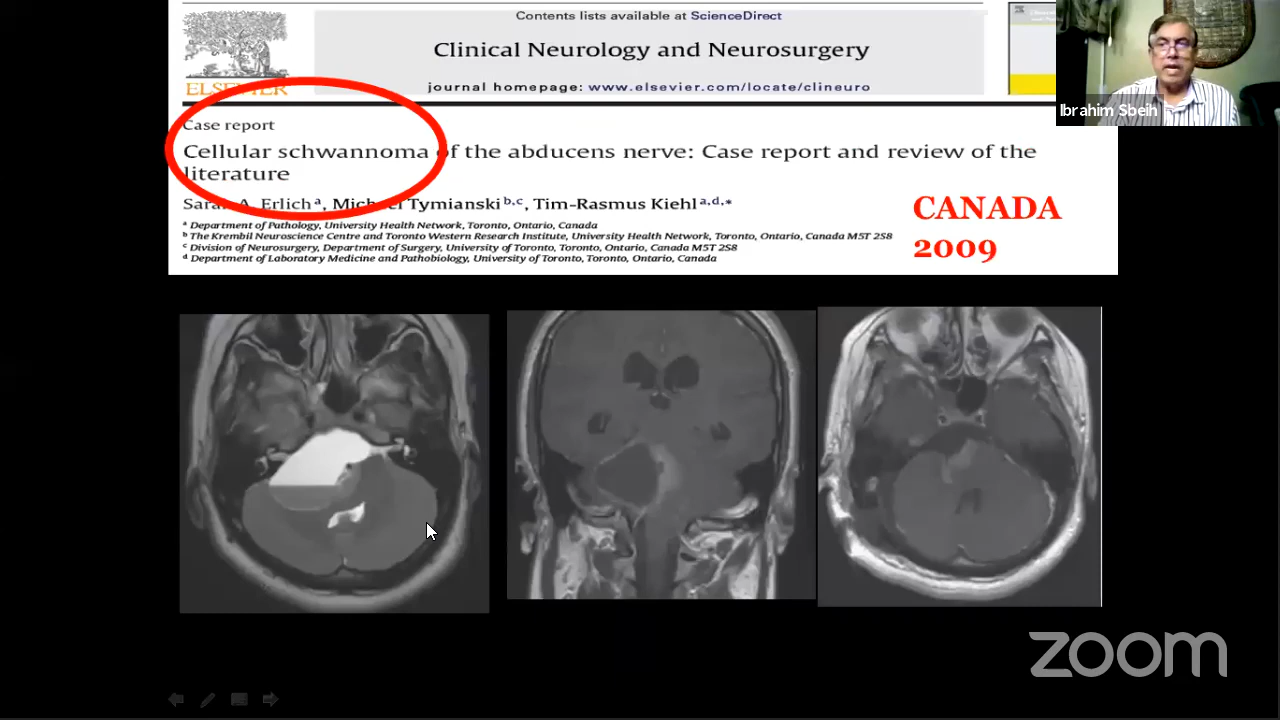 Contents lists available at ScienceDirect
Clinical Neurology and Neurosurgery
journal homepage: www.elsevier.com/locate/clineuro
ELSEVIER
Ibrahim Sbeih
Case report
Cellular schwannoma of the abducens nerve: Case report and review of the
literature
Sarah A. Erlich a, Michael Tymianski b,c, Tim-Rasmus Kiehl a,d,*
CANADA
2009
a Department of Pathology, University Health Network, Toronto, Ontario, Canada
b The Krembil Neuroscience Centre and Toronto Western Research Institute, University Health Network, Toronto, Ontario, Canada M5T 2S8
c Division of Neurosurgery, Department of Surgery, University of Toronto, Toronto, Ontario, Canada M5T 2S8
d Department of Laboratory Medicine and Pathobiology, University of Toronto, Toronto, Ontario, Canada
zoom